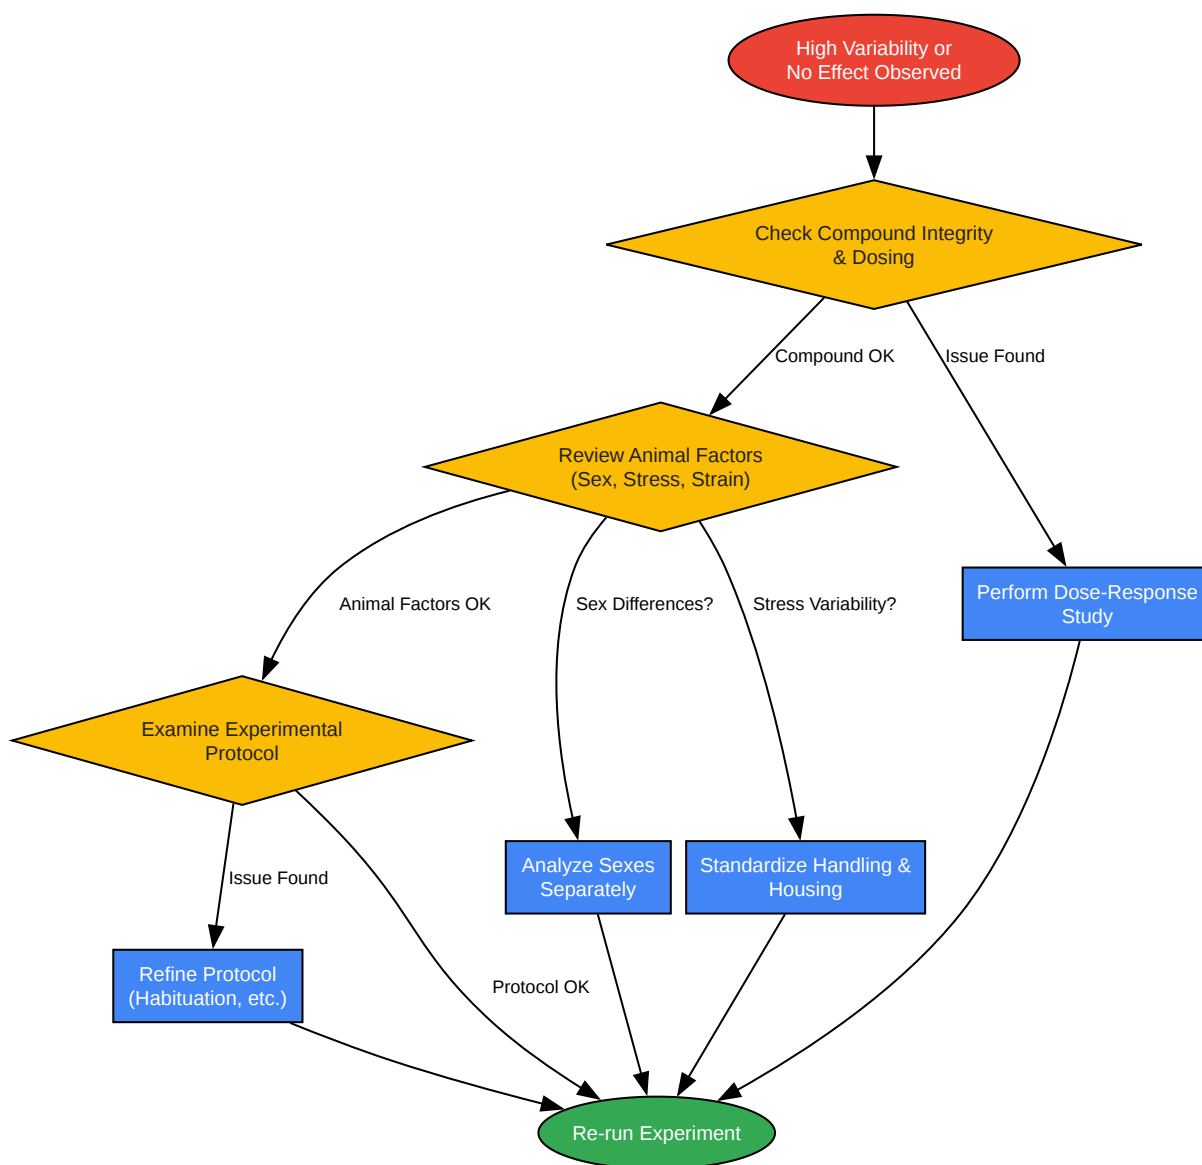 High Variability or
No Effect Observed
Check Compound Integrity
& Dosing
Compound OK
Issue Found
Review Animal Factors
(Sex, Stress, Strain)
Animal Factors OK
Sex Differences?
Stress Variability?
Perform Dose-Response
Study
Examine Experimental
Protocol
Analyze Sexes
Separately
Standardize Handling &
Housing
Issue Found
Refine Protocol
(Habituation, etc.)
Protocol OK
Re-run Experiment